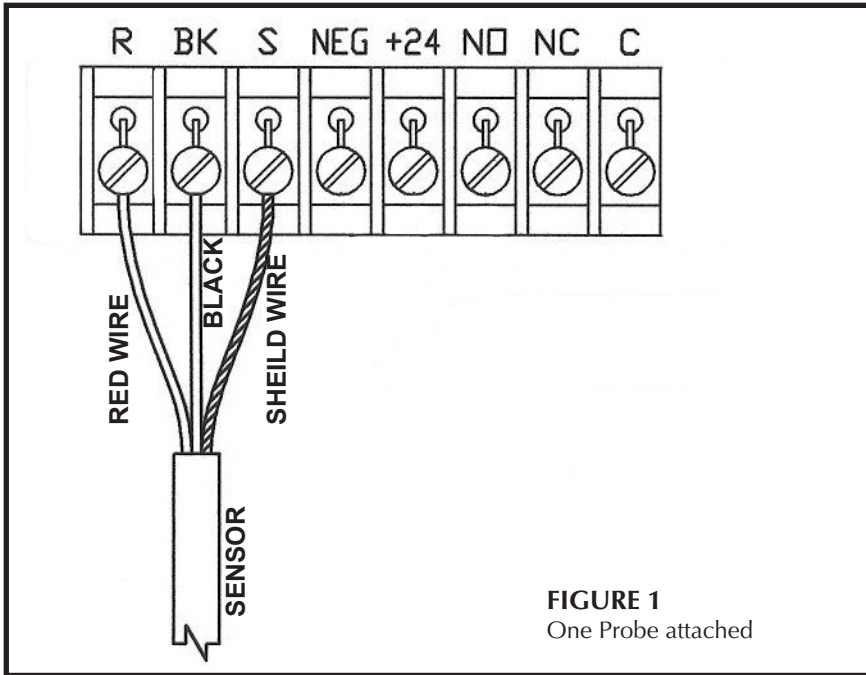 R BK S NEG +24 NO NC C
RED WIRE
BLACK
SHEILD WIRE
SENSOR
FIGURE 1
One Probe attached